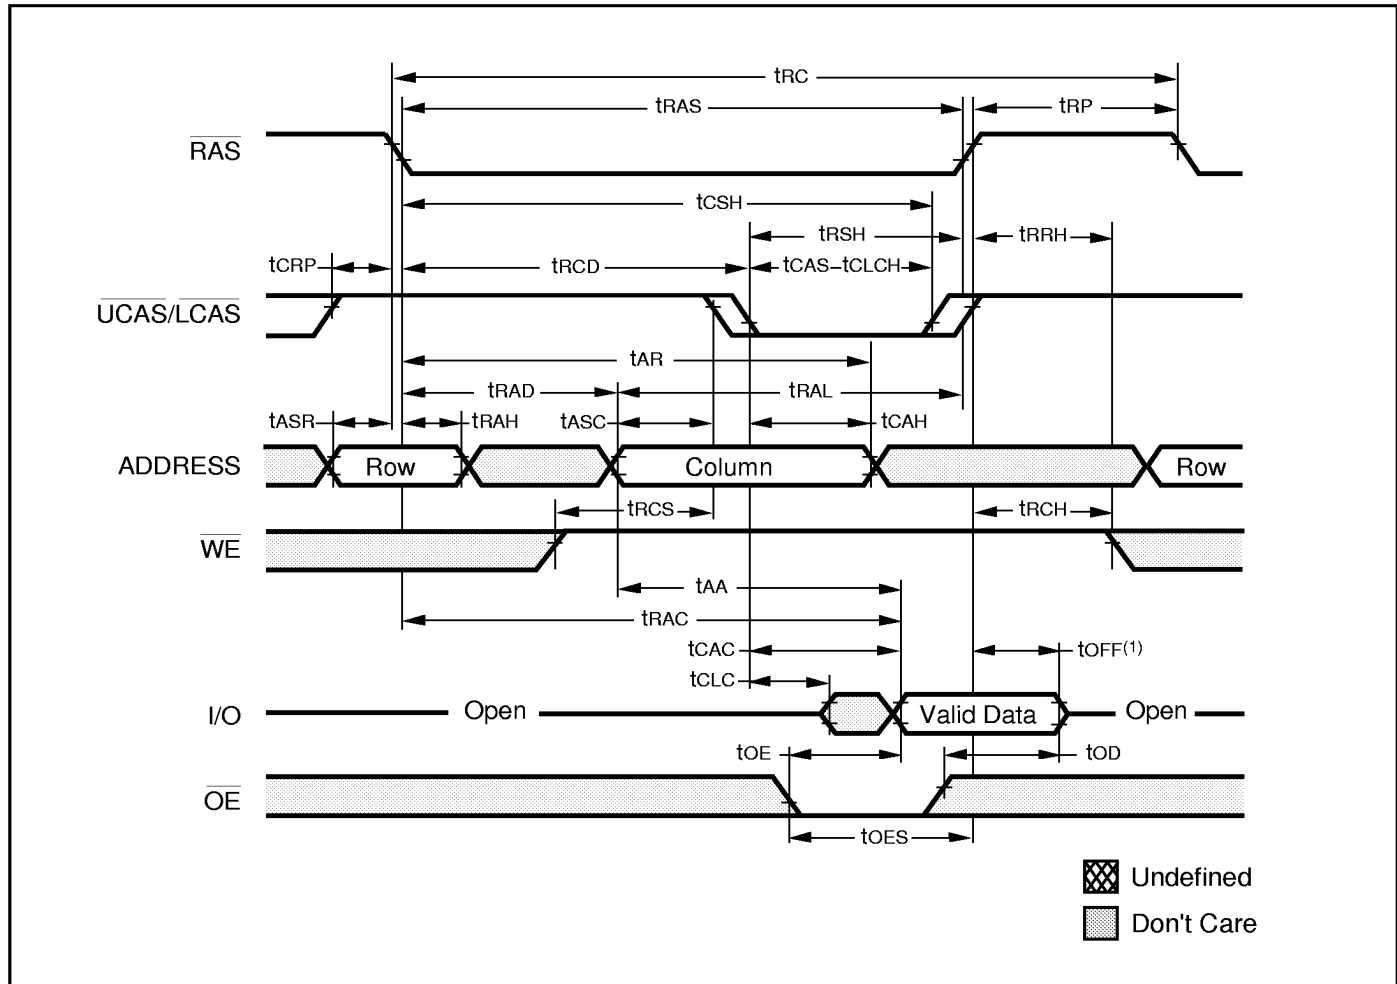 tRC
tRAS
tRP
RAS
tCSH
tRSH
tRRH
tCRP
tRCD
tCAS tCLCH
UCAS/LCAS
tAR
tRAD
tRAL
tASR
tRAH
tASC
tCAH
ADDRESS
Row
Column
Row
tRCS
tRCH
WE
tAA
tRAC
tCAC
tOFF(1)
tCLC
I/O
Open
Valid Data
Open
tOE
tOD
OE
tOES
Undefined
Don't Care